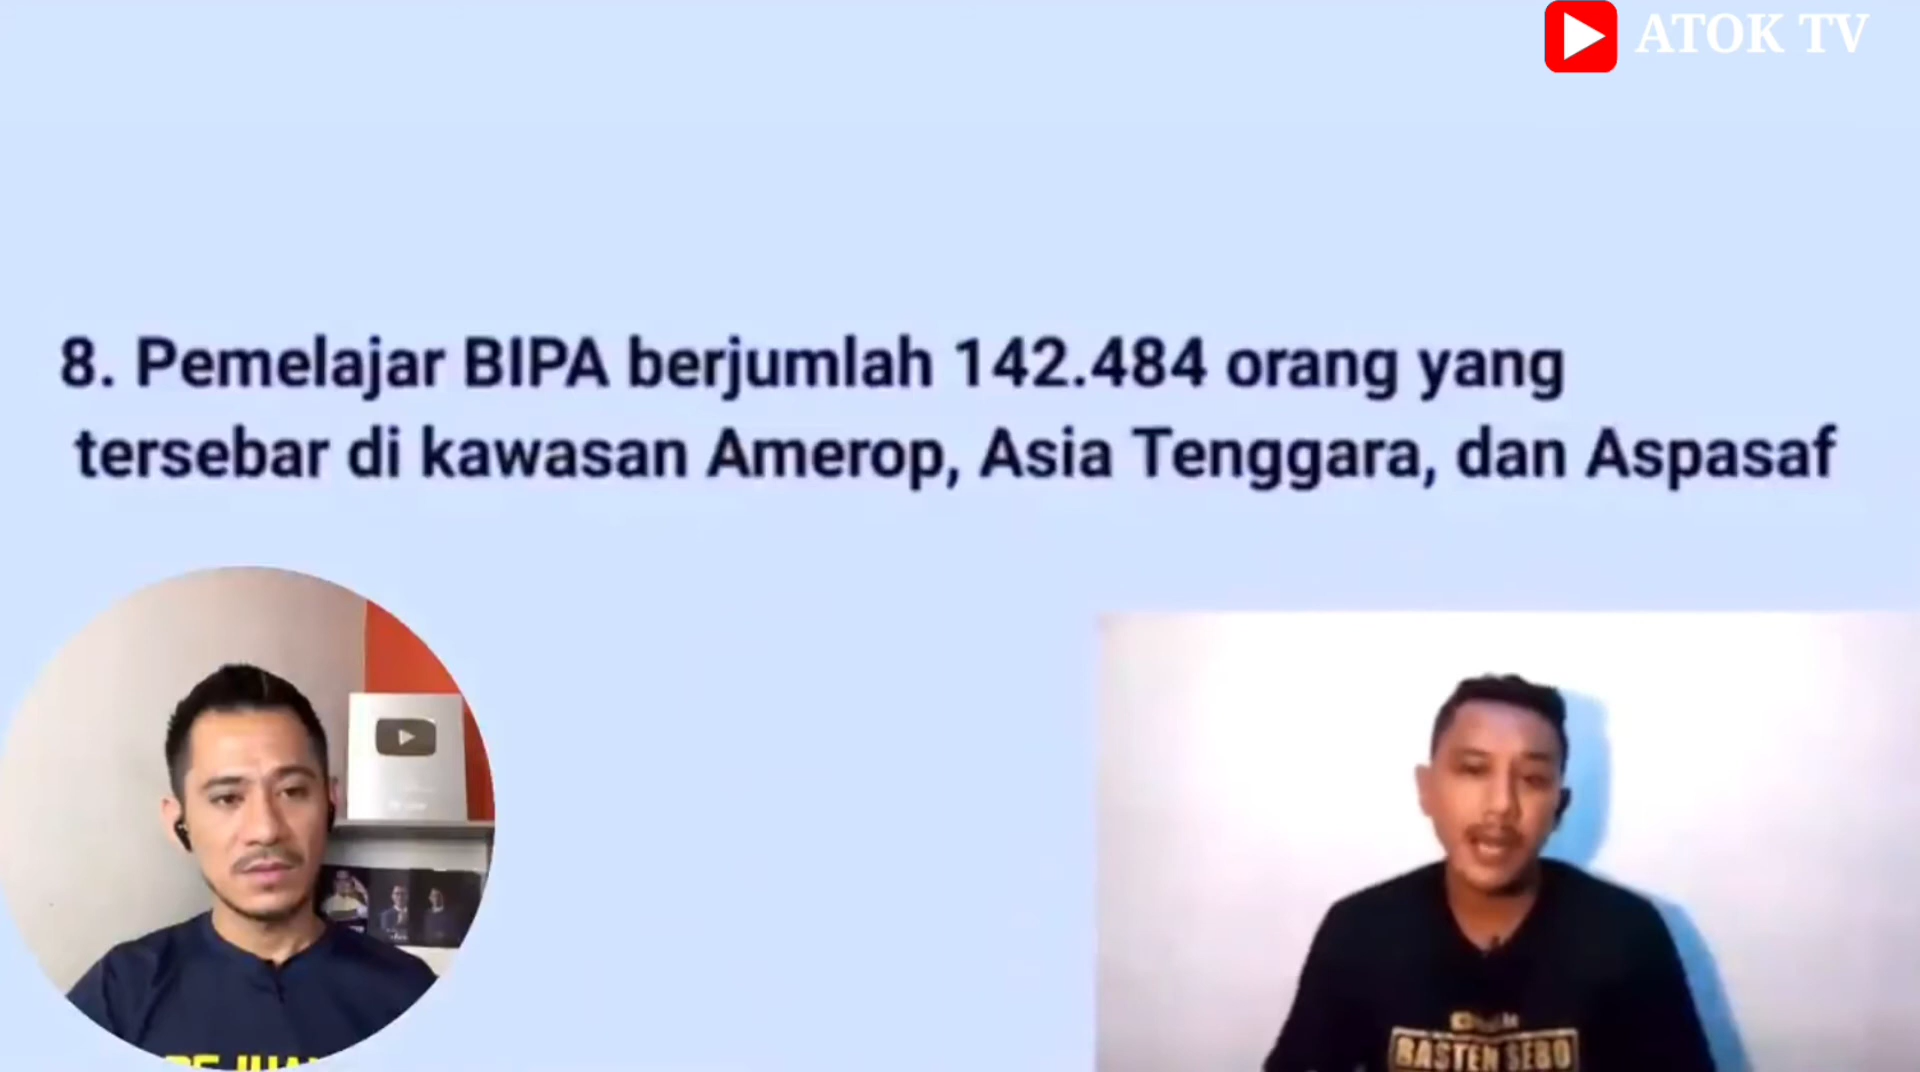 ATOK TV
8. Pemelajar BIPA berjumlah 142.484 orang yang
tersebar di kawasan Amerop, Asia Tenggara, dan Aspasaf
RASTEN SEBO